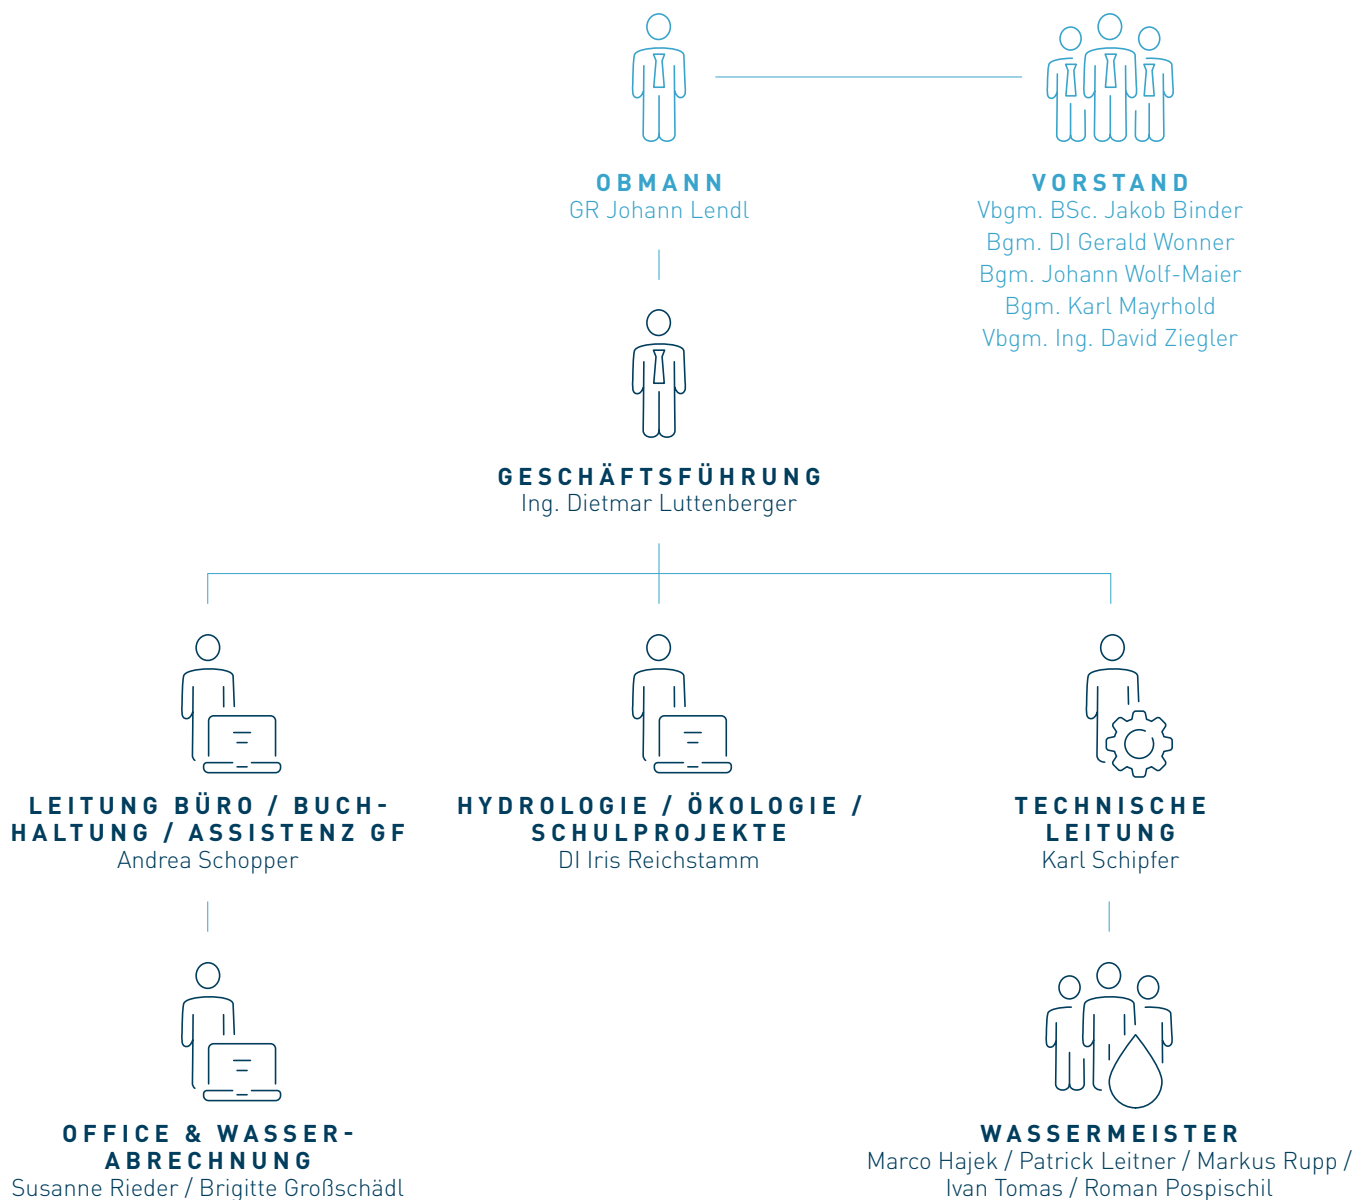 OBMANN
GR Johann Lendl
VORSTAND
Vbgm. BSc. Jakob Binder
Bgm. DI Gerald Wonner
Bgm. Johann Wolf-Maier
Bgm. Karl Mayrhold
Vbgm. Ing. David Ziegler
GESCHÄFTSFÜHRUNG
Ing. Dietmar Luttenberger
LEITUNG BÜRO / BUCH-
HALTUNG / ASSISTENZ GF
Andrea Schopper
HYDROLOGIE / ÖKOLOGIE /
SCHULPROJEKTE
DI Iris Reichstamm
TECHNISCHE
LEITUNG
Karl Schipfer
OFFICE & WASSER-
ABRECHNUNG
Susanne Rieder / Brigitte Großschädl
WASSERMEISTER
Marco Hajek / Patrick Leitner / Markus Rupp /
Ivan Tomas / Roman Pospischil